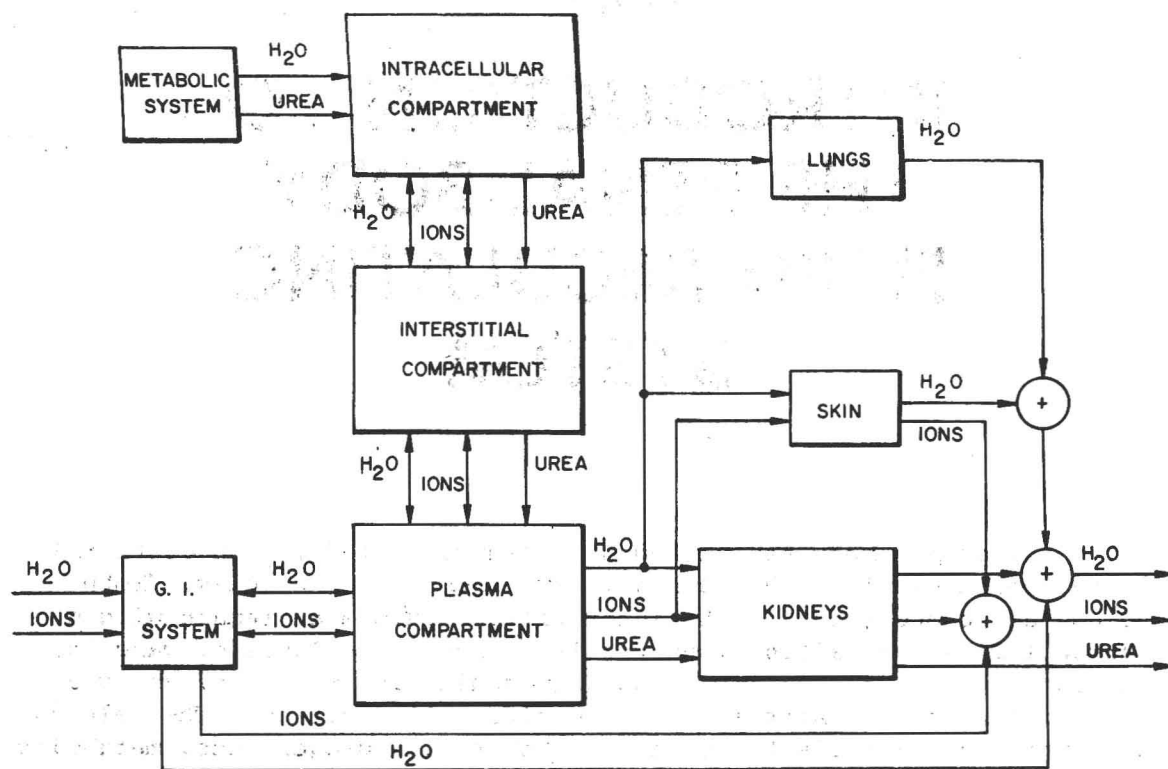 H2O
METABOLIC
SYSTEM
UREA
INTRACELLULAR
COMPARTMENT
H2O
IONS
UREA
LUNGS
H2O
INTERSTITIAL
COMPARTMENT
SKIN
H2O
IONS
+
H2O
IONS
UREA
H2O
IONS
G. I.
SYSTEM
H2O
IONS
PLASMA
COMPARTMENT
H2O
IONS
UREA
KIDNEYS
+
+
H2O
IONS
UREA
IONS
H2O